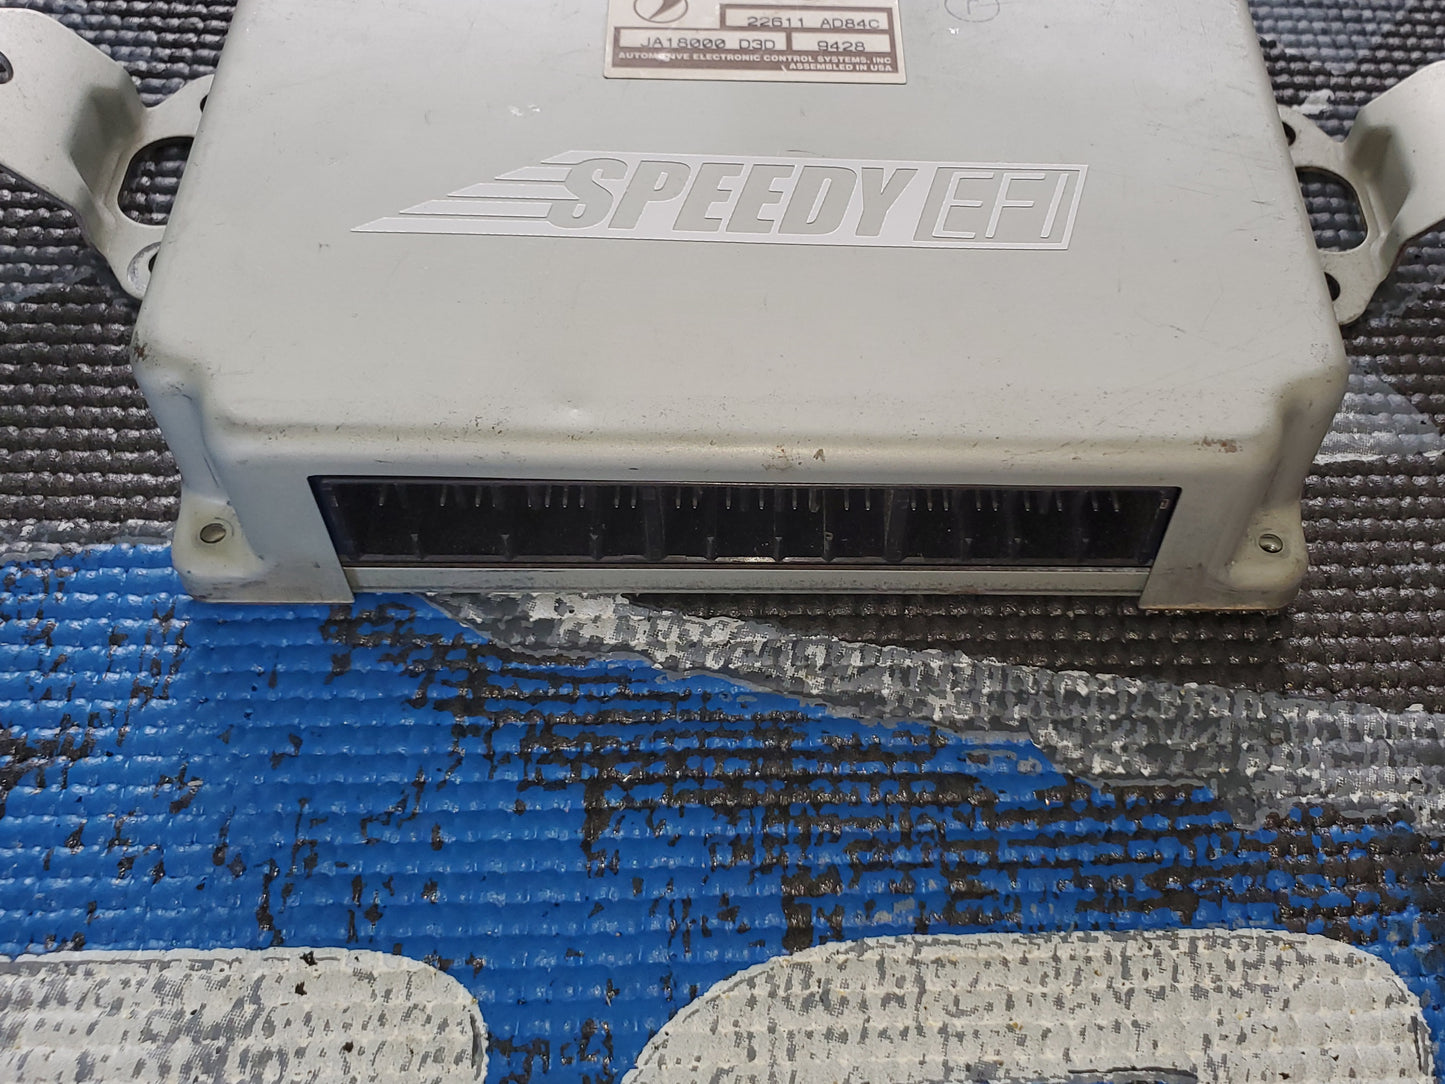 22611 AD84C
JA18000 D3D 9428
AUTOMOTIVE ELECTRONIC CONTROL SYSTEMS, INC
ASSEMBLED IN USA
SPEEDY EFI